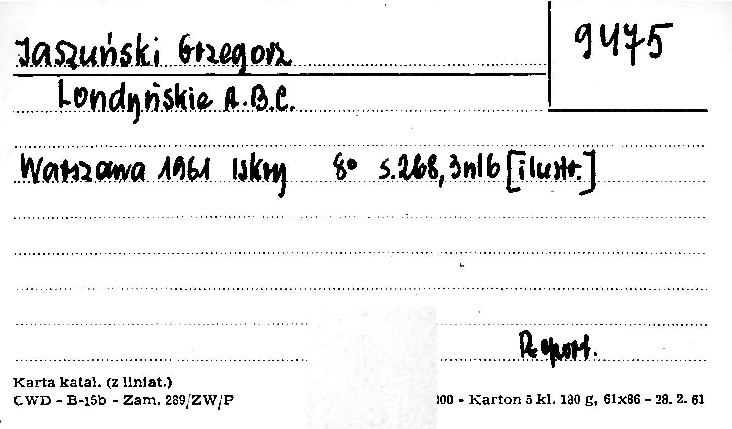 Jaszuński Grzegorz
9475
Londyńskie A.B.C.
Warszawa 1961 Iskry 8° s.268, 3nlb [ilustr.]
Report.
Karta katal. (z liniat.)
CWD - B-15b - Zam. 289/ZW/P
000 - Karton 5 kl. 180 g, 61x86 - 28. 2. 61